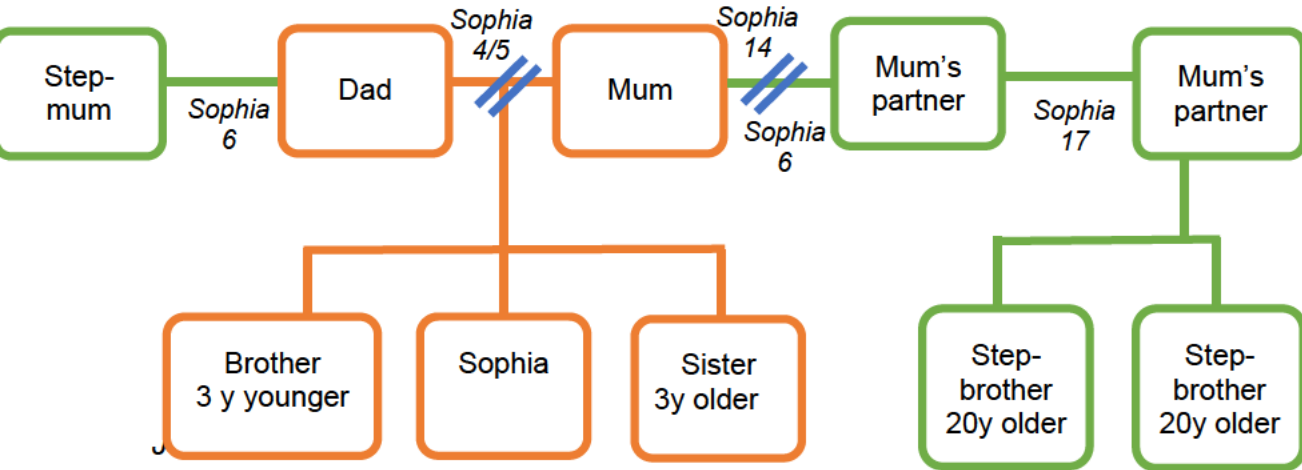 Sophia
4/5
Sophia
14
Step-
mum
Sophia
6
Dad
Mum
Sophia
6
Mum's
partner
Sophia
17
Mum's
partner
Brother
3 y younger
Sophia
Sister
3y older
Step-
brother
20y older
Step-
brother
20y older